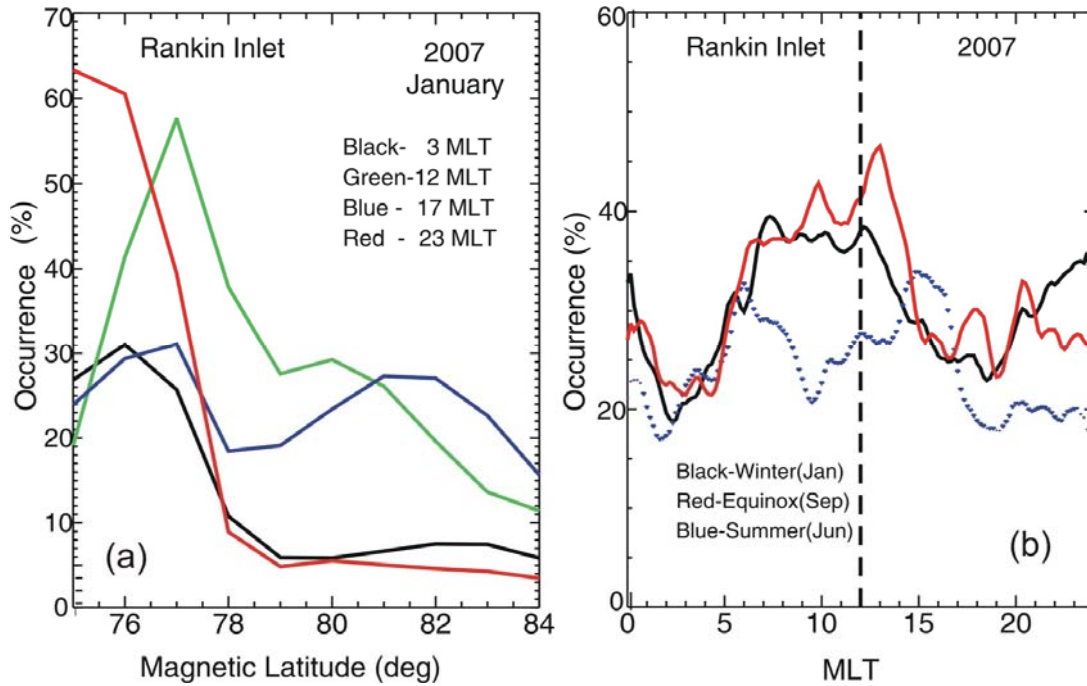 70
60
50
40
30
20
10
0
Occurrence (%)
Rankin Inlet
2007
January
Black- 3 MLT
Green-12 MLT
Blue - 17 MLT
Red - 23 MLT
(a)
76 78 80 82 84
Magnetic Latitude (deg)
60
40
20
0
Occurrence (%)
Rankin Inlet
2007
Black-Winter(Jan)
Red-Equinox(Sep)
Blue-Summer(Jun)
(b)
0 5 10 15 20
MLT